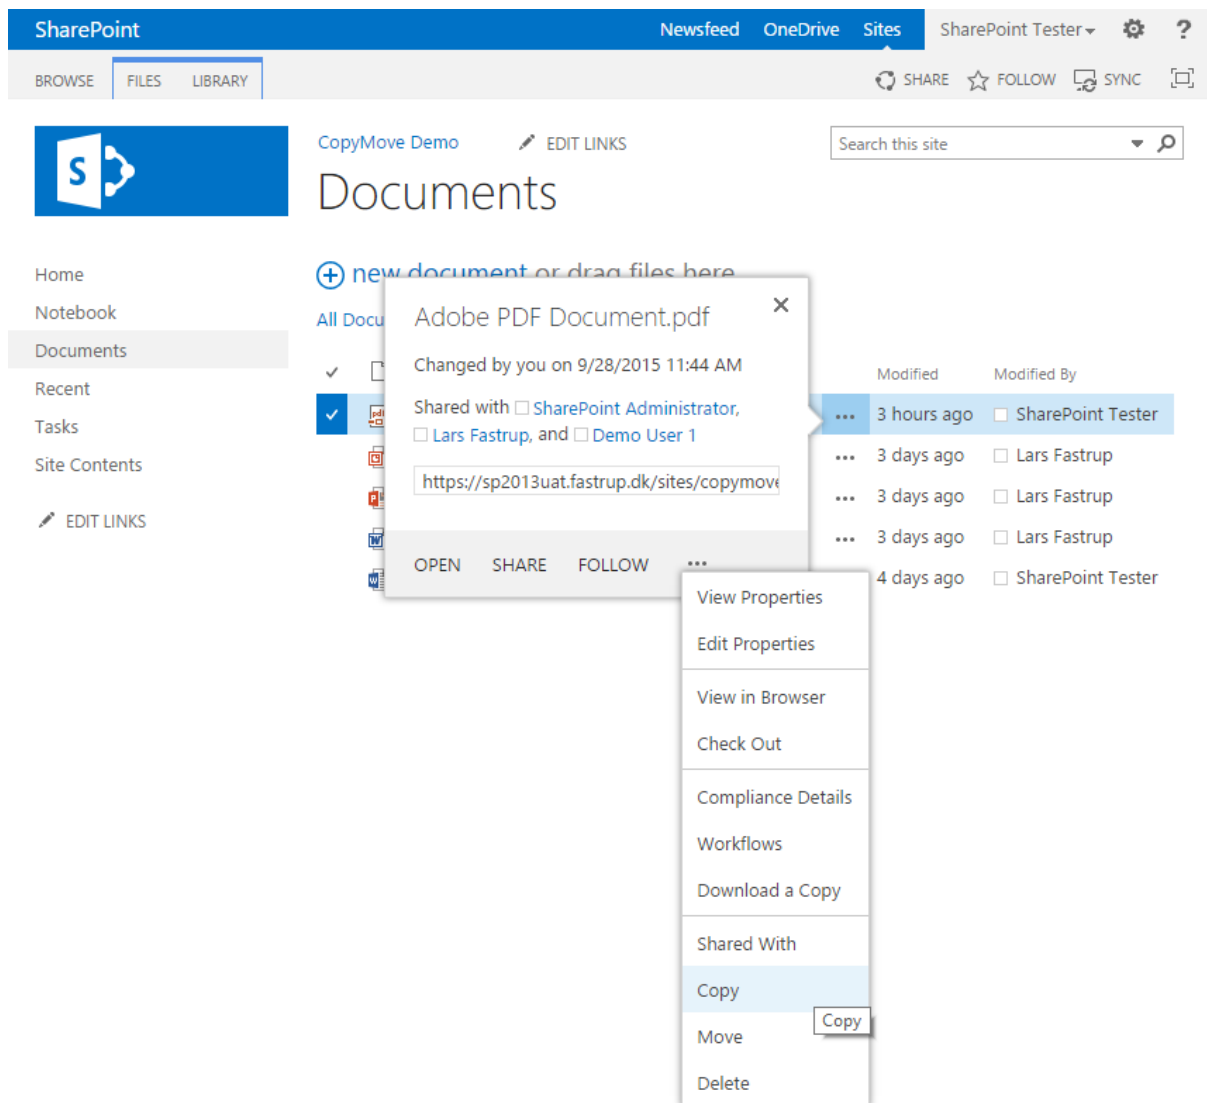 SharePoint Newsfeed OneDrive Sites SharePoint Tester ?
BROWSE FILES LIBRARY SHARE FOLLOW SYNC
S
CopyMove Demo EDIT LINKS Search this site
Documents
Home
Notebook
Documents
Recent
Tasks
Site Contents
EDIT LINKS
new document or drag files here
All Docu
Adobe PDF Document.pdf
Changed by you on 9/28/2015 11:44 AM
Shared with SharePoint Administrator,
Lars Fastrup, and Demo User 1
https://sp2013uat.fastrup.dk/sites/copymove
OPEN SHARE FOLLOW ...
Modified Modified By
... 3 hours ago SharePoint Tester
... 3 days ago Lars Fastrup
... 3 days ago Lars Fastrup
... 3 days ago Lars Fastrup
4 days ago SharePoint Tester
View Properties
Edit Properties
View in Browser
Check Out
Compliance Details
Workflows
Download a Copy
Shared With
Copy
Copy
Move
Delete